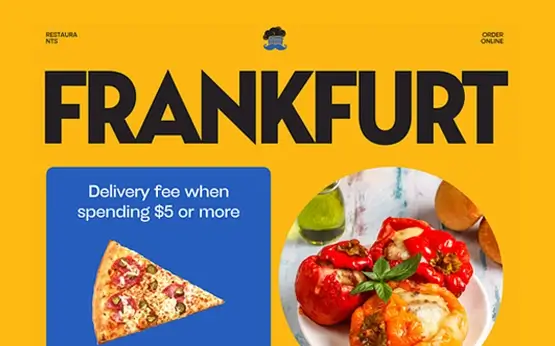 RESTAURA
NTS
ORDER
ONLINE
FRANKFURT
Delivery fee when
spending $5 or more